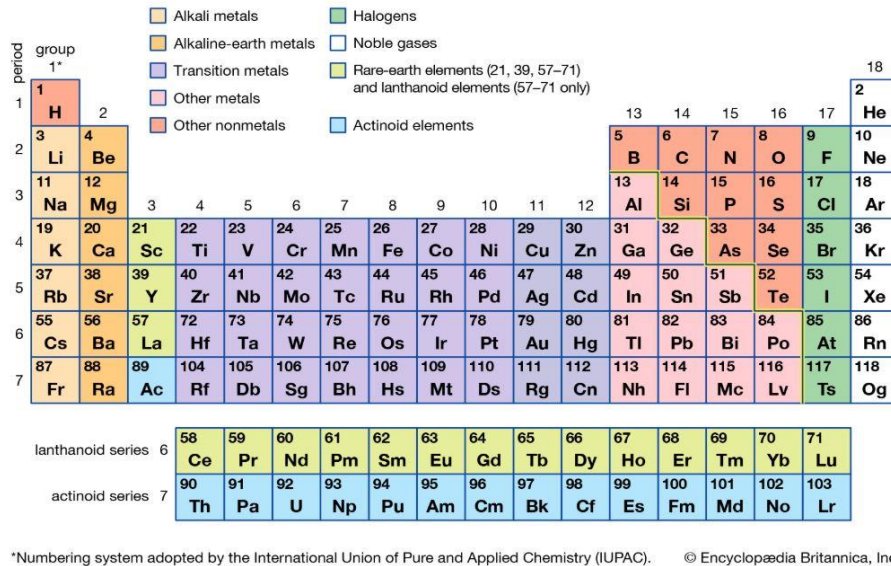 Alkali metals
Alkaline-earth metals
Transition metals
Other metals
Other nonmetals
Halogens
Noble gases
Rare-earth elements (21, 39, 57–71)
and lanthanoid elements (57–71 only)
Actinoid elements
period
group
1* 2 3 4 5 6 7 8 9 10 11 12 13 14 15 16 17 18
1 1 H 2 He
2 3 Li 4 Be 5 B 6 C 7 N 8 O 9 F 10 Ne
3 11 Na 12 Mg 13 Al 14 Si 15 P 16 S 17 Cl 18 Ar
4 19 K 20 Ca 21 Sc 22 Ti 23 V 24 Cr 25 Mn 26 Fe 27 Co 28 Ni 29 Cu 30 Zn 31 Ga 32 Ge 33 As 34 Se 35 Br 36 Kr
5 37 Rb 38 Sr 39 Y 40 Zr 41 Nb 42 Mo 43 Tc 44 Ru 45 Rh 46 Pd 47 Ag 48 Cd 49 In 50 Sn 51 Sb 52 Te 53 I 54 Xe
6 55 Cs 56 Ba 57 La 72 Hf 73 Ta 74 W 75 Re 76 Os 77 Ir 78 Pt 79 Au 80 Hg 81 Tl 82 Pb 83 Bi 84 Po 85 At 86 Rn
7 87 Fr 88 Ra 89 Ac 104 Rf 105 Db 106 Sg 107 Bh 108 Hs 109 Mt 110 Ds 111 Rg 112 Cn 113 Nh 114 Fl 115 Mc 116 Lv 117 Ts 118 Og
lanthanoid series 6 58 Ce 59 Pr 60 Nd 61 Pm 62 Sm 63 Eu 64 Gd 65 Tb 66 Dy 67 Ho 68 Er 69 Tm 70 Yb 71 Lu
actinoid series 7 90 Th 91 Pa 92 U 93 Np 94 Pu 95 Am 96 Cm 97 Bk 98 Cf 99 Es 100 Fm 101 Md 102 No 103 Lr
*Numbering system adopted by the International Union of Pure and Applied Chemistry (IUPAC). © Encyclopædia Britannica, Inc